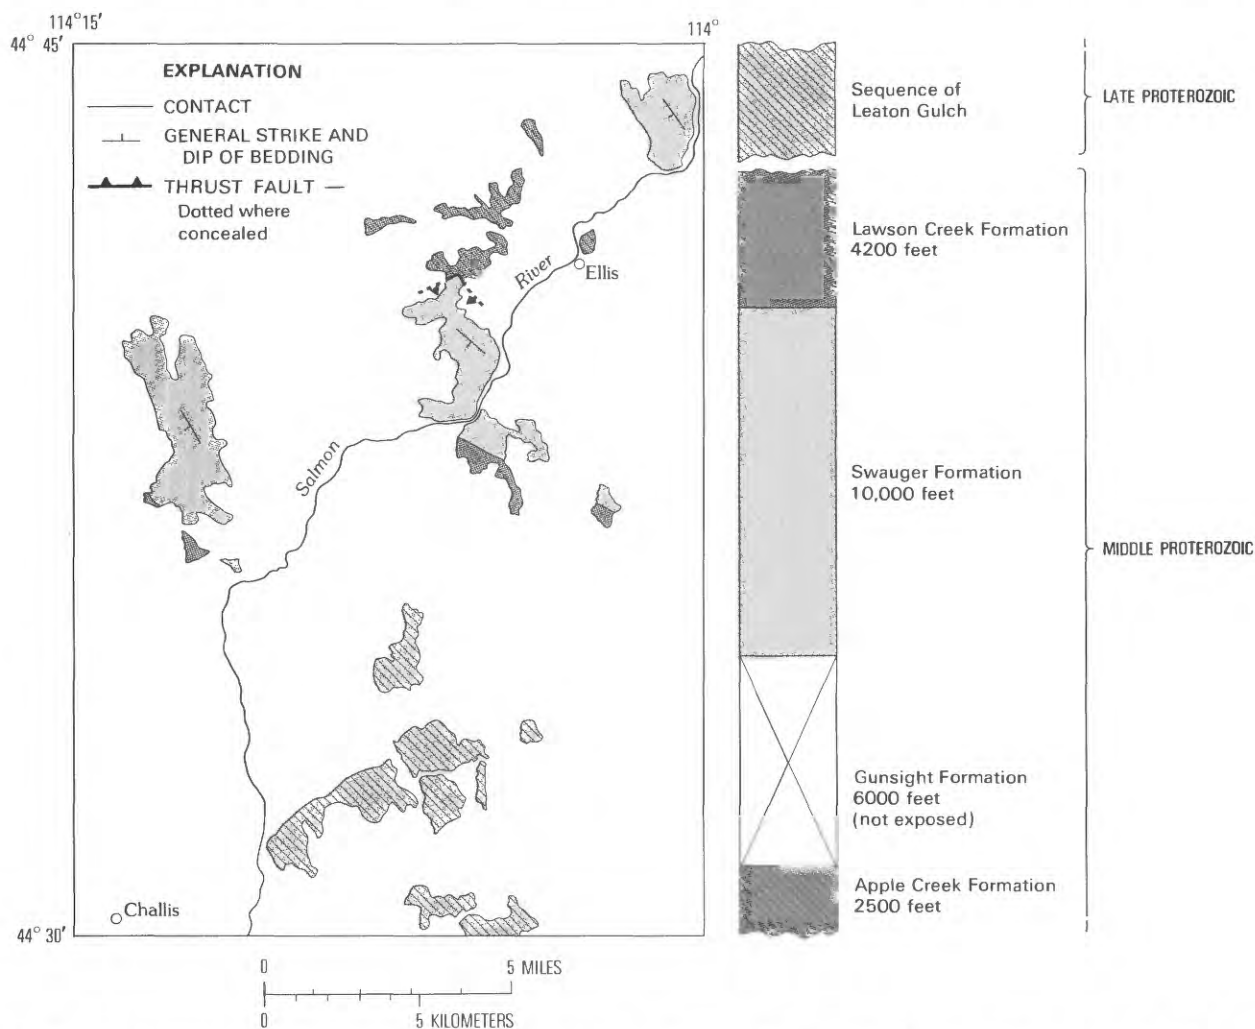 114°15′
114°
44° 45′
EXPLANATION
CONTACT
GENERAL STRIKE AND
DIP OF BEDDING
THRUST FAULT —
Dotted where
concealed
River
Ellis
Salmon
Challis
44° 30′
0 5 MILES
0 5 KILOMETERS
Sequence of
Leaton Gulch
LATE PROTEROZOIC
Lawson Creek Formation
4200 feet
Swauger Formation
10,000 feet
MIDDLE PROTEROZOIC
Gunsight Formation
6000 feet
(not exposed)
Apple Creek Formation
2500 feet